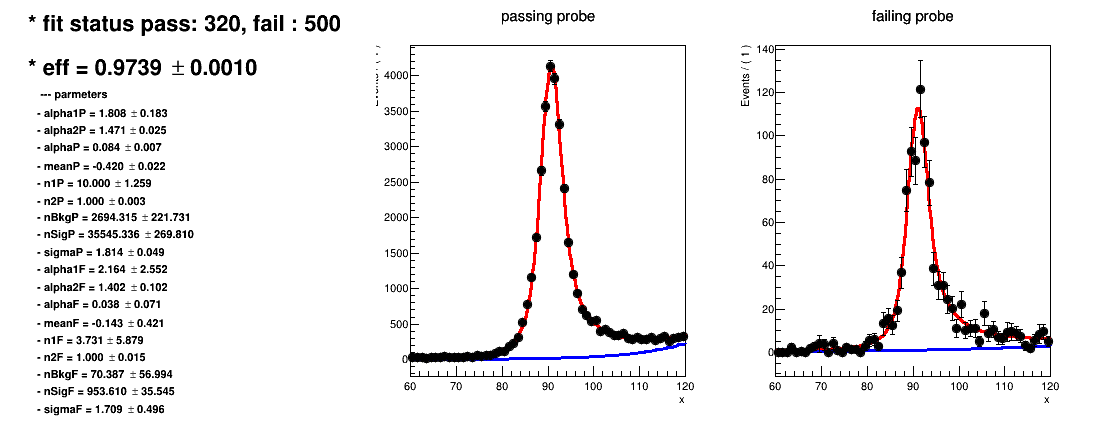 * fit status pass: 320, fail : 500
* eff = 0.9739 ± 0.0010
--- parmeters
- alpha1P = 1.808 ± 0.183
- alpha2P = 1.471 ± 0.025
- alphaP = 0.084 ± 0.007
- meanP = -0.420 ± 0.022
- n1P = 10.000 ± 1.259
- n2P = 1.000 ± 0.003
- nBkgP = 2694.315 ± 221.731
- nSigP = 35545.336 ± 269.810
- sigmaP = 1.814 ± 0.049
- alpha1F = 2.164 ± 2.552
- alpha2F = 1.402 ± 0.102
- alphaF = 0.038 ± 0.071
- meanF = -0.143 ± 0.421
- n1F = 3.731 ± 5.879
- n2F = 1.000 ± 0.015
- nBkgF = 70.387 ± 56.994
- nSigF = 953.610 ± 35.545
- sigmaF = 1.709 ± 0.496
passing probe
4000
3500
3000
2500
2000
1500
1000
500
0
60 70 80 90 100 110 120
x
failing probe
Events / ( 1 )
140
120
100
80
60
40
20
0
60 70 80 90 100 110 120
x